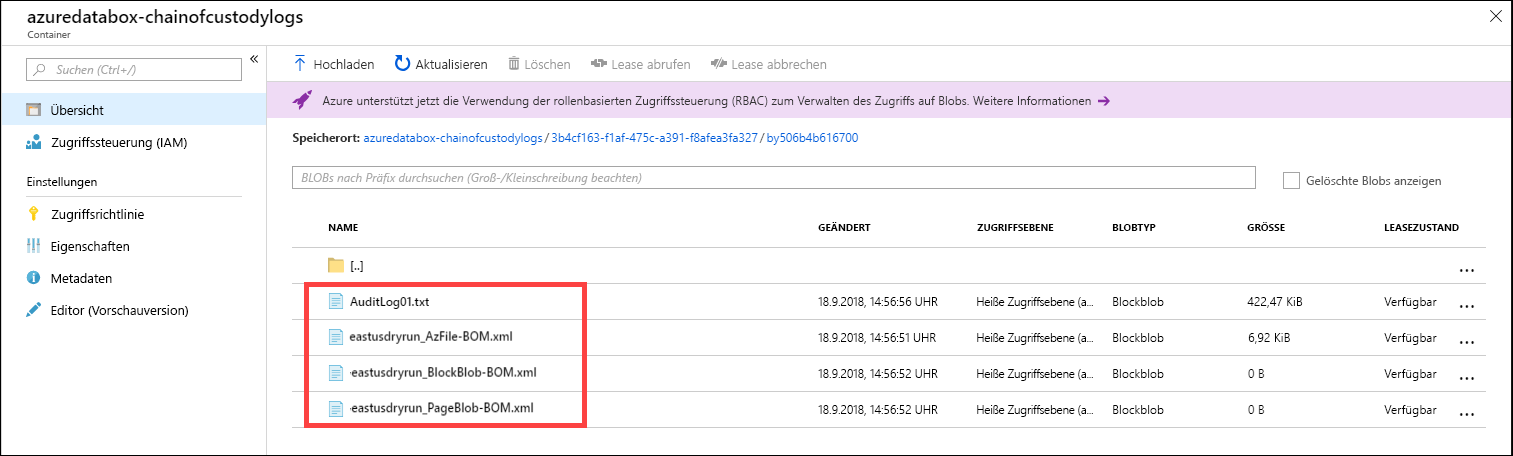 azuredatabox-chainofcustodylogs
Container
Suchen (Ctrl+/)
Übersicht
Zugriffssteuerung (IAM)
Einstellungen
Zugriffsrichtlinie
Eigenschaften
Metadaten
Editor (Vorschauversion)
Hochladen Aktualisieren Löschen Lease abrufen Lease abbrechen
Azure unterstützt jetzt die Verwendung der rollenbasierten Zugriffssteuerung (RBAC) zum Verwalten des Zugriffs auf Blobs. Weitere Informationen
Speicherort: azuredatabox-chainofcustodylogs / 3b4cf163-f1af-475c-a391-f8afea3fa327 / by506b4b616700
BLOBs nach Präfix durchsuchen (Groß-/Kleinschreibung beachten)
Gelöschte Blobs anzeigen
NAME GEÄNDERT ZUGRIFFSEBENE BLOBTYP GRÖSSE LEASEZUSTAND
[..]
AuditLog01.txt 18.9.2018, 14:56:56 UHR Heiße Zugriffsebene (a... Blockblob 422,47 KiB Verfügbar
eastusdryrun_AzFile-BOM.xml 18.9.2018, 14:56:51 UHR Heiße Zugriffsebene (a... Blockblob 6,92 KiB Verfügbar
eastusdryrun_BlockBlob-BOM.xml 18.9.2018, 14:56:52 UHR Heiße Zugriffsebene (a... Blockblob 0 B Verfügbar
eastusdryrun_PageBlob-BOM.xml 18.9.2018, 14:56:52 UHR Heiße Zugriffsebene (a... Blockblob 0 B Verfügbar